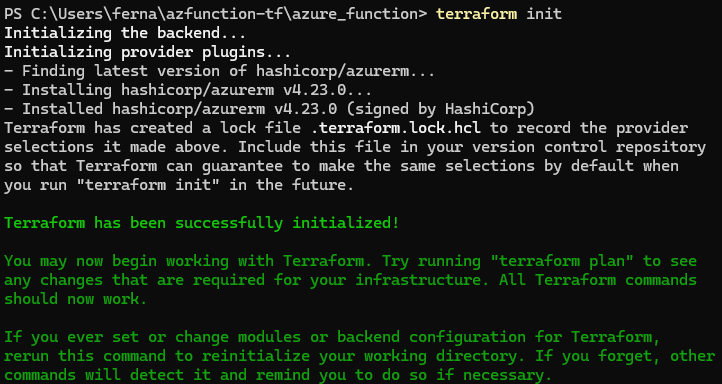 PS C:\Users\ferna\azfunction-tf\azure_function> terraform init
Initializing the backend...
Initializing provider plugins...
- Finding latest version of hashicorp/azurerm...
- Installing hashicorp/azurerm v4.23.0...
- Installed hashicorp/azurerm v4.23.0 (signed by HashiCorp)
Terraform has created a lock file .terraform.lock.hcl to record the provider
selections it made above. Include this file in your version control repository
so that Terraform can guarantee to make the same selections by default when
you run "terraform init" in the future.

Terraform has been successfully initialized!

You may now begin working with Terraform. Try running "terraform plan" to see
any changes that are required for your infrastructure. All Terraform commands
should now work.

If you ever set or change modules or backend configuration for Terraform,
rerun this command to reinitialize your working directory. If you forget, other
commands will detect it and remind you to do so if necessary.